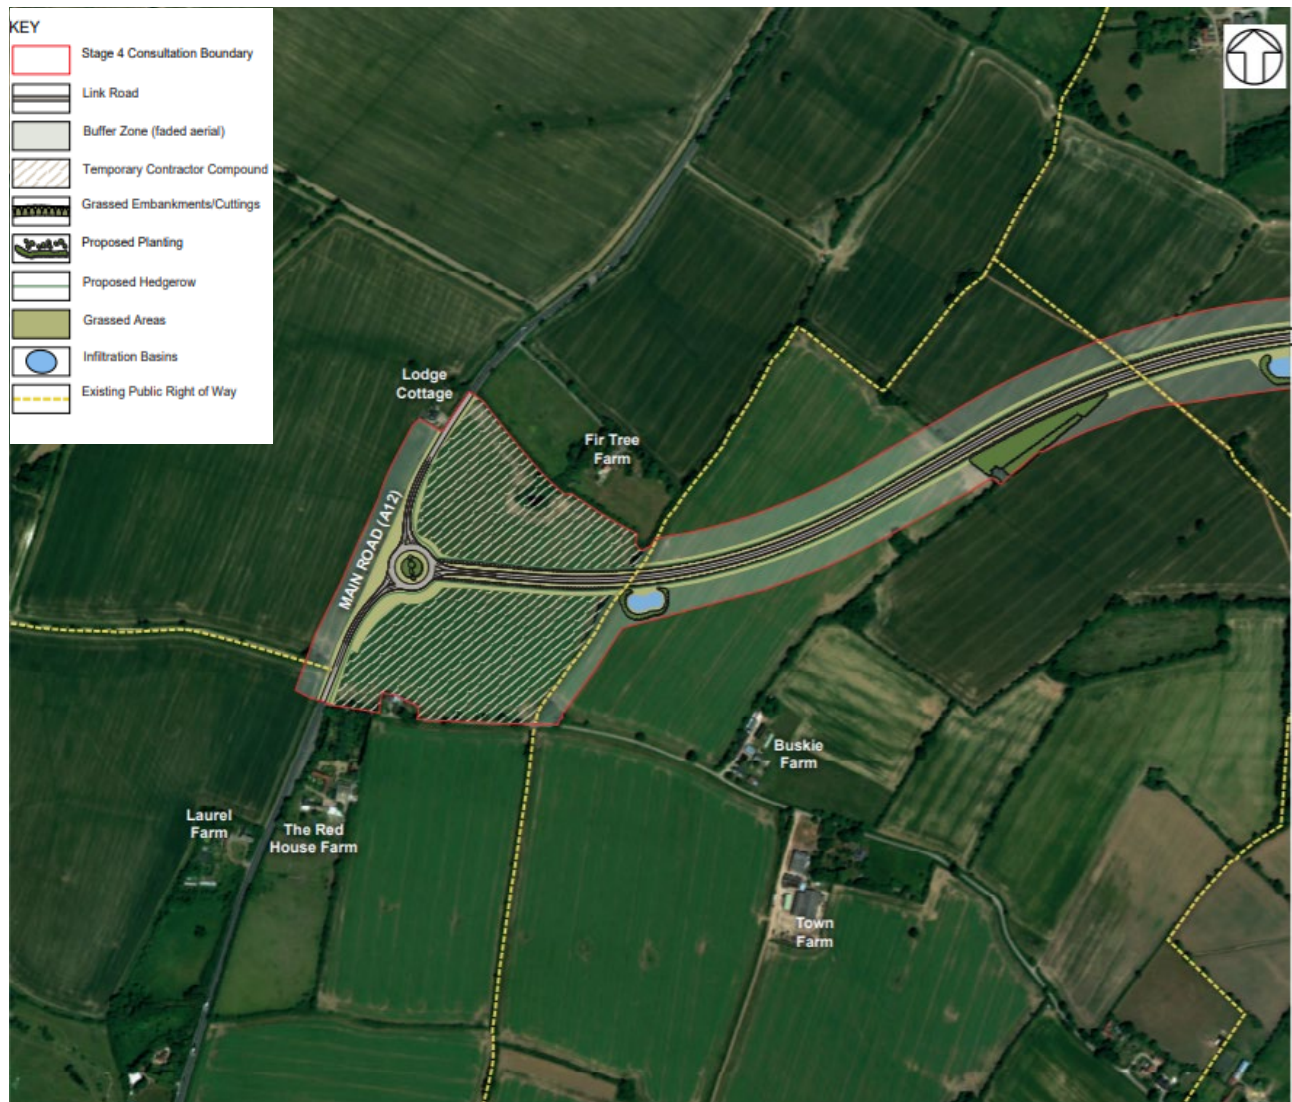 KEY
Stage 4 Consultation Boundary
Link Road
Buffer Zone (faded aerial)
Temporary Contractor Compound
Grassed Embankments/Cuttings
Proposed Planting
Proposed Hedgerow
Grassed Areas
Infiltration Basins
Existing Public Right of Way
Lodge
Cottage
Fir Tree
Farm
MAIN ROAD (A12)
Buskie
Farm
Laurel
Farm
The Red
House Farm
Town
Farm